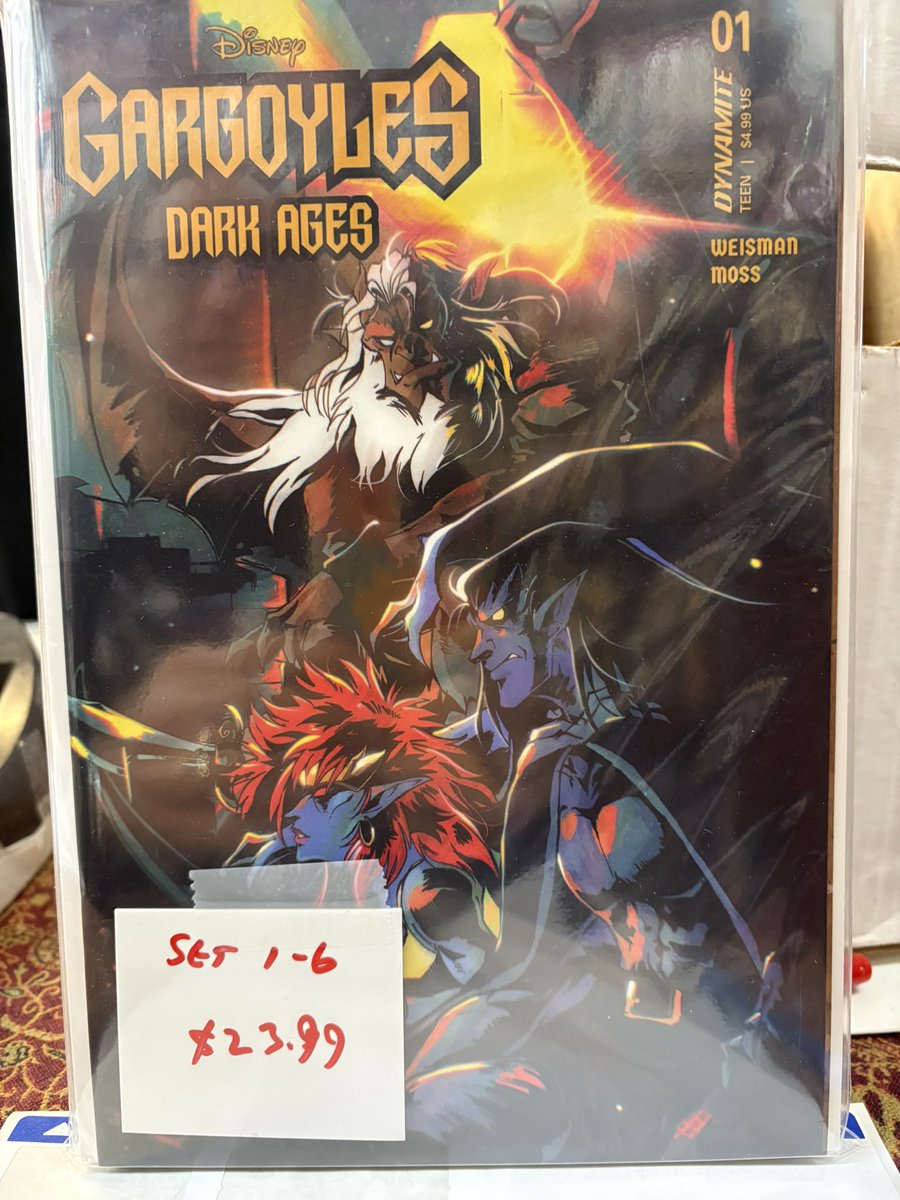 DISNEY
GARGOYLES
DARK AGES
01
DYNAMITE
TEEN | $4.99 US
WEISMAN
MOSS
SET 1-6
$23.99